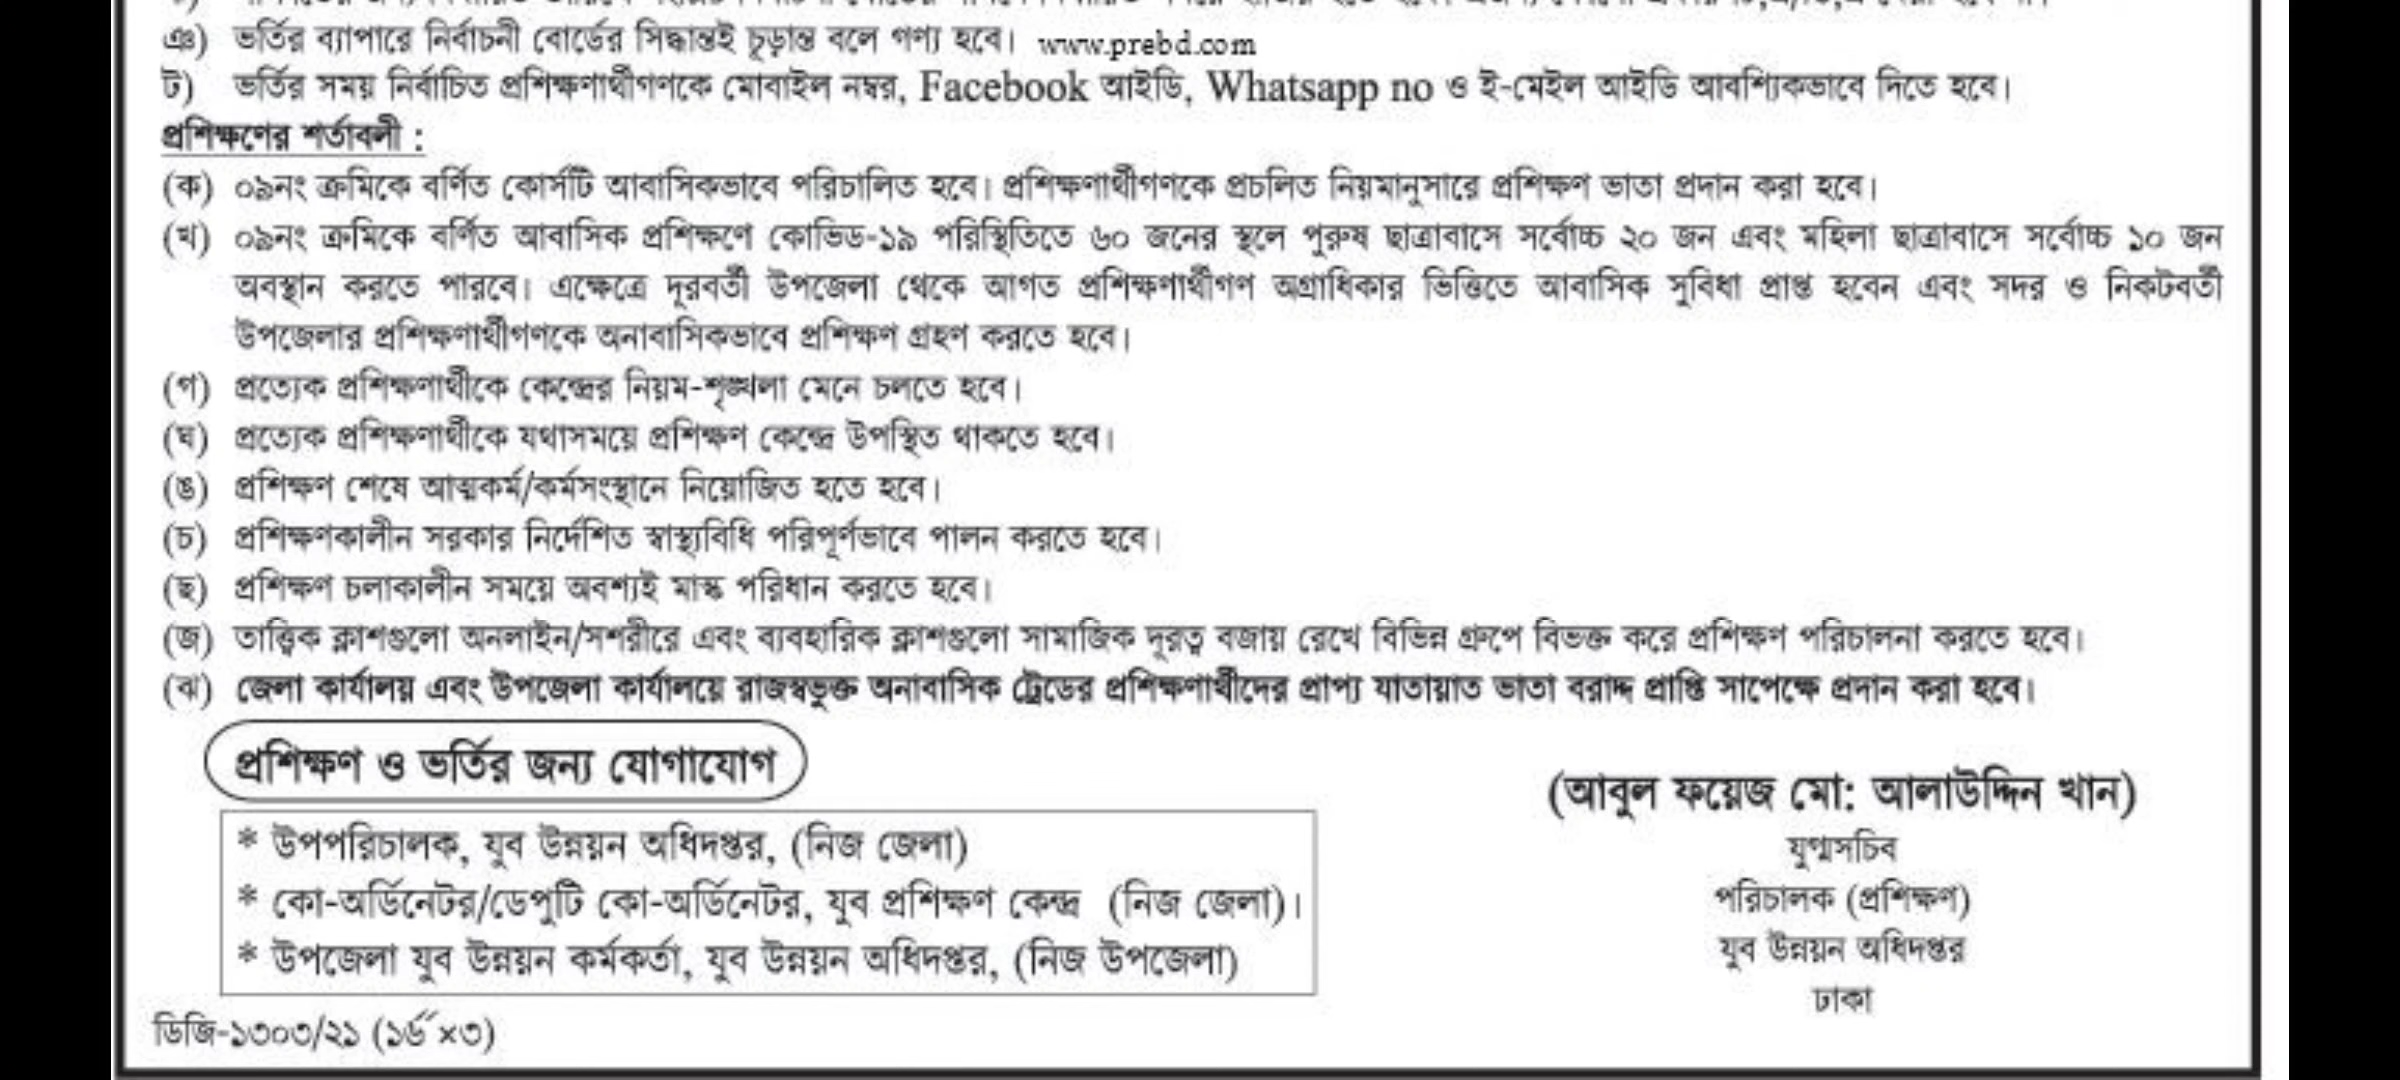 ঞ) ভর্তির ব্যাপারে নির্বাচনী বোর্ডের সিদ্ধান্তই চূড়ান্ত বলে গণ্য হবে। www.prebd.com
ট) ভর্তির সময় নির্বাচিত প্রশিক্ষণার্থীগণকে মোবাইল নম্বর, Facebook আইডি, Whatsapp no ও ই-মেইল আইডি আবশ্যিকভাবে দিতে হবে।
প্রশিক্ষণের শর্তাবলী :
(ক) ০৯নং ক্রমিকে বর্ণিত কোর্সটি আবাসিকভাবে পরিচালিত হবে। প্রশিক্ষণার্থীগণকে প্রচলিত নিয়মানুসারে প্রশিক্ষণ ভাতা প্রদান করা হবে।
(খ) ০৯নং ক্রমিকে বর্ণিত আবাসিক প্রশিক্ষণে কোভিড-১৯ পরিস্থিতিতে ৬০ জনের স্থলে পুরুষ ছাত্রাবাসে সর্বোচ্চ ২০ জন এবং মহিলা ছাত্রাবাসে সর্বোচ্চ ১০ জন
অবস্থান করতে পারবে। এক্ষেত্রে দূরবর্তী উপজেলা থেকে আগত প্রশিক্ষণার্থীগণ অগ্রাধিকার ভিত্তিতে আবাসিক সুবিধা প্রাপ্ত হবেন এবং সদর ও নিকটবর্তী
উপজেলার প্রশিক্ষণার্থীগণকে অনাবাসিকভাবে প্রশিক্ষণ গ্রহণ করতে হবে।
(গ) প্রত্যেক প্রশিক্ষণার্থীকে কেন্দ্রের নিয়ম-শৃঙ্খলা মেনে চলতে হবে।
(ঘ) প্রত্যেক প্রশিক্ষণার্থীকে যথাসময়ে প্রশিক্ষণ কেন্দ্রে উপস্থিত থাকতে হবে।
(ঙ) প্রশিক্ষণ শেষে আত্মকর্ম/কর্মসংস্থানে নিয়োজিত হতে হবে।
(চ) প্রশিক্ষণকালীন সরকার নির্দেশিত স্বাস্থ্যবিধি পরিপূর্ণভাবে পালন করতে হবে।
(ছ) প্রশিক্ষণ চলাকালীন সময়ে অবশ্যই মাস্ক পরিধান করতে হবে।
(জ) তাত্ত্বিক ক্লাশগুলো অনলাইন/সশরীরে এবং ব্যবহারিক ক্লাশগুলো সামাজিক দূরত্ব বজায় রেখে বিভিন্ন গ্রুপে বিভক্ত করে প্রশিক্ষণ পরিচালনা করতে হবে।
(ঝ) জেলা কার্যালয় এবং উপজেলা কার্যালয়ে রাজস্বভুক্ত অনাবাসিক ট্রেডের প্রশিক্ষণার্থীদের প্রাপ্য যাতায়াত ভাতা বরাদ্দ প্রাপ্তি সাপেক্ষে প্রদান করা হবে।
প্রশিক্ষণ ও ভর্তির জন্য যোগাযোগ
* উপপরিচালক, যুব উন্নয়ন অধিদপ্তর, (নিজ জেলা)
* কো-অর্ডিনেটর/ডেপুটি কো-অর্ডিনেটর, যুব প্রশিক্ষণ কেন্দ্র (নিজ জেলা)।
* উপজেলা যুব উন্নয়ন কর্মকর্তা, যুব উন্নয়ন অধিদপ্তর, (নিজ উপজেলা)
(আবুল ফয়েজ মো: আলাউদ্দিন খান)
যুগ্মসচিব
পরিচালক (প্রশিক্ষণ)
যুব উন্নয়ন অধিদপ্তর
ঢাকা
ডিজি-১৩০৩/২১